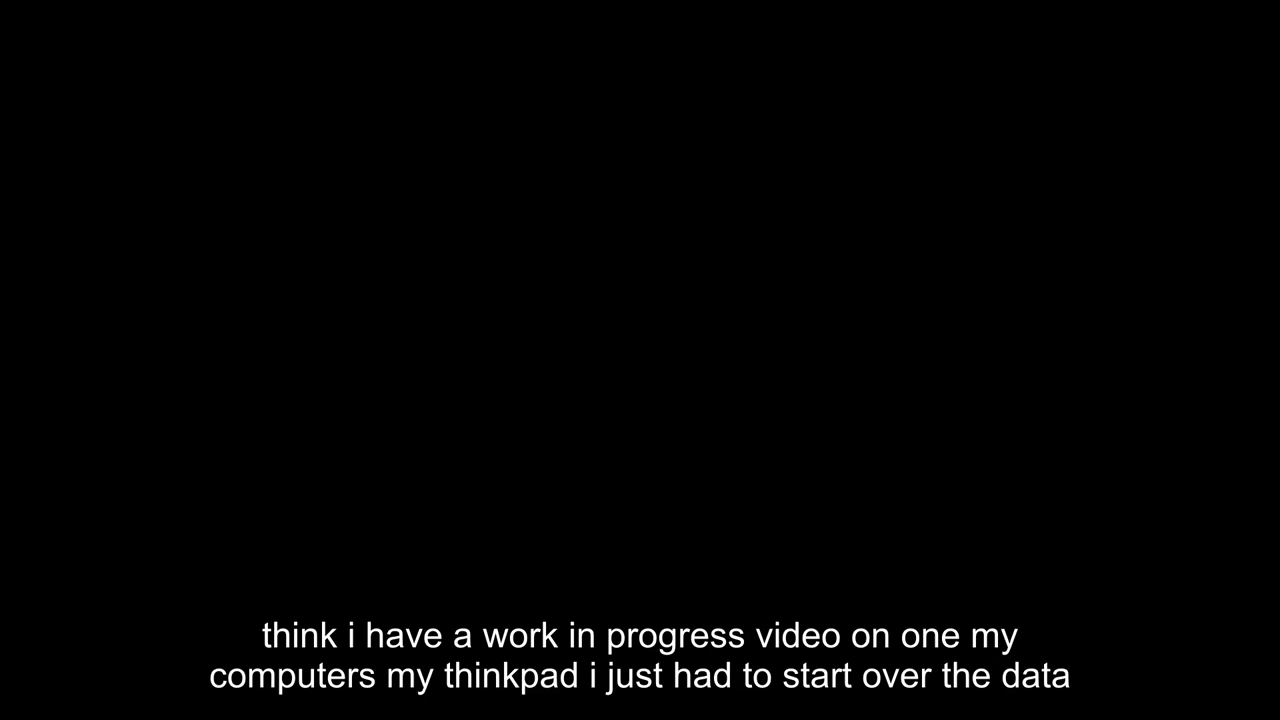 think i have a work in progress video on one my
computers my thinkpad i just had to start over the data